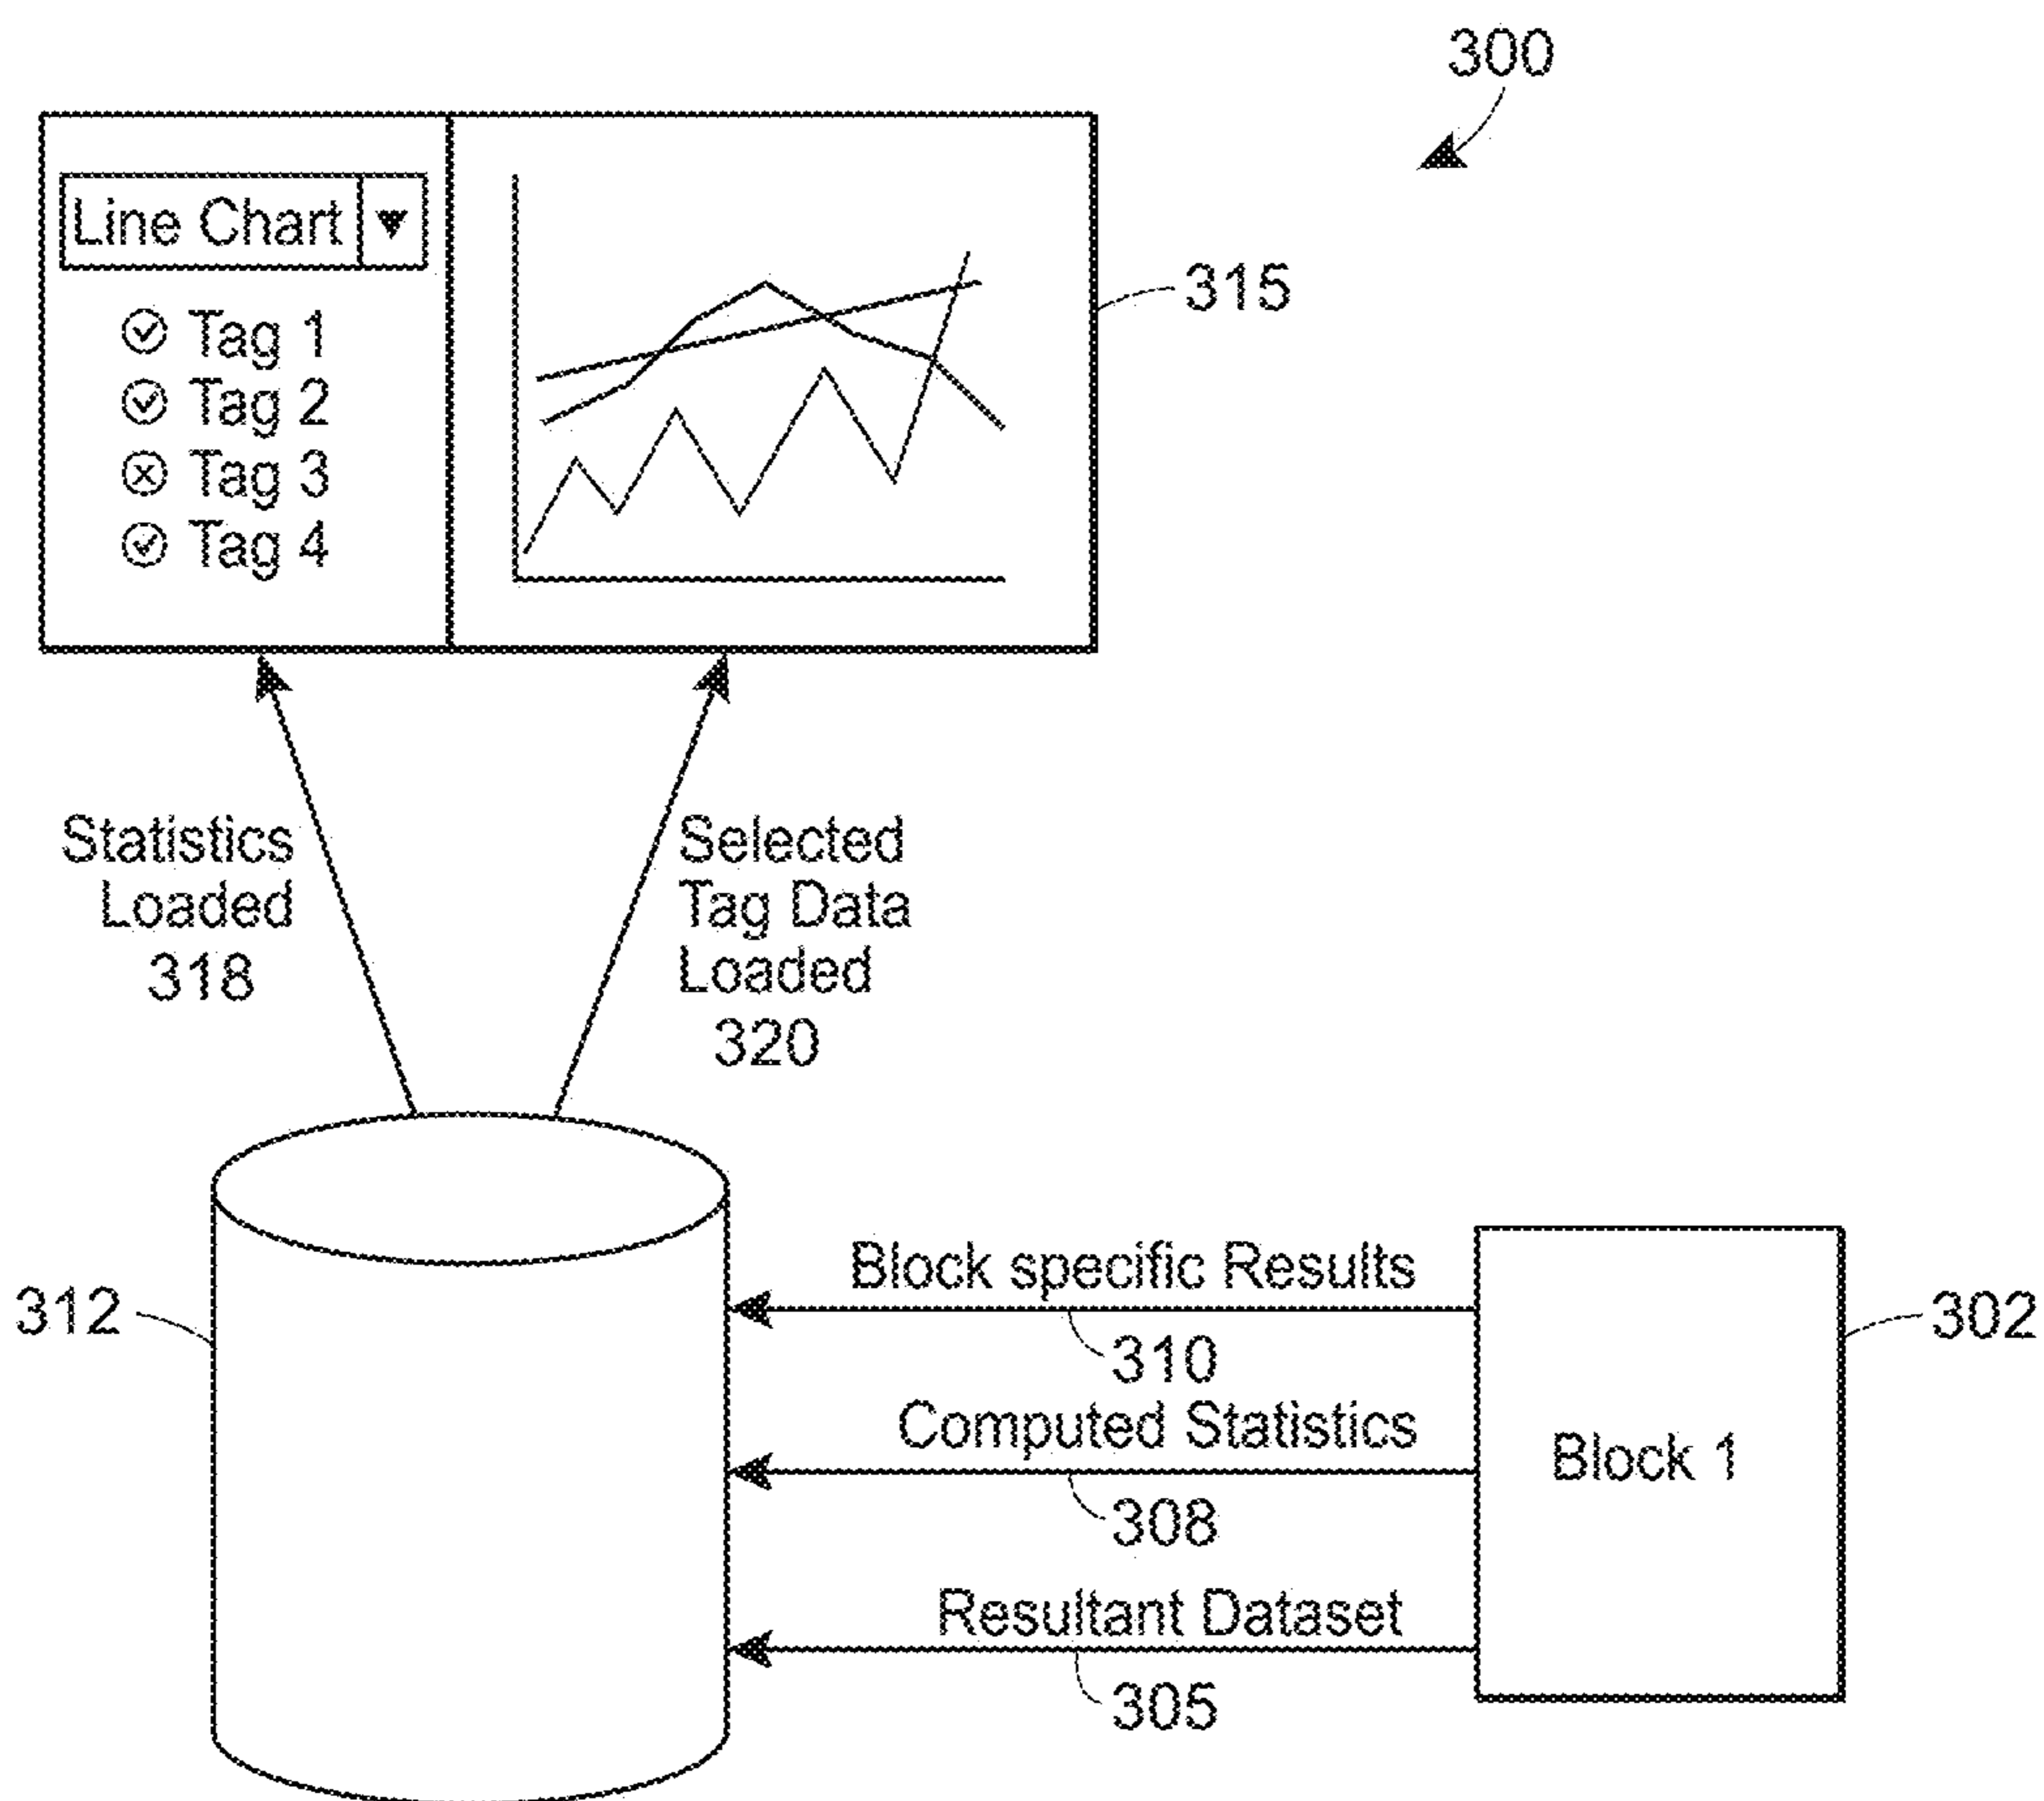 300
Line Chart
Tag 1
Tag 2
Tag 3
Tag 4
315
Statistics
Loaded
318
Selected
Tag Data
Loaded
320
312
Block specific Results
310
Computed Statistics
308
Resultant Dataset
305
Block 1
302